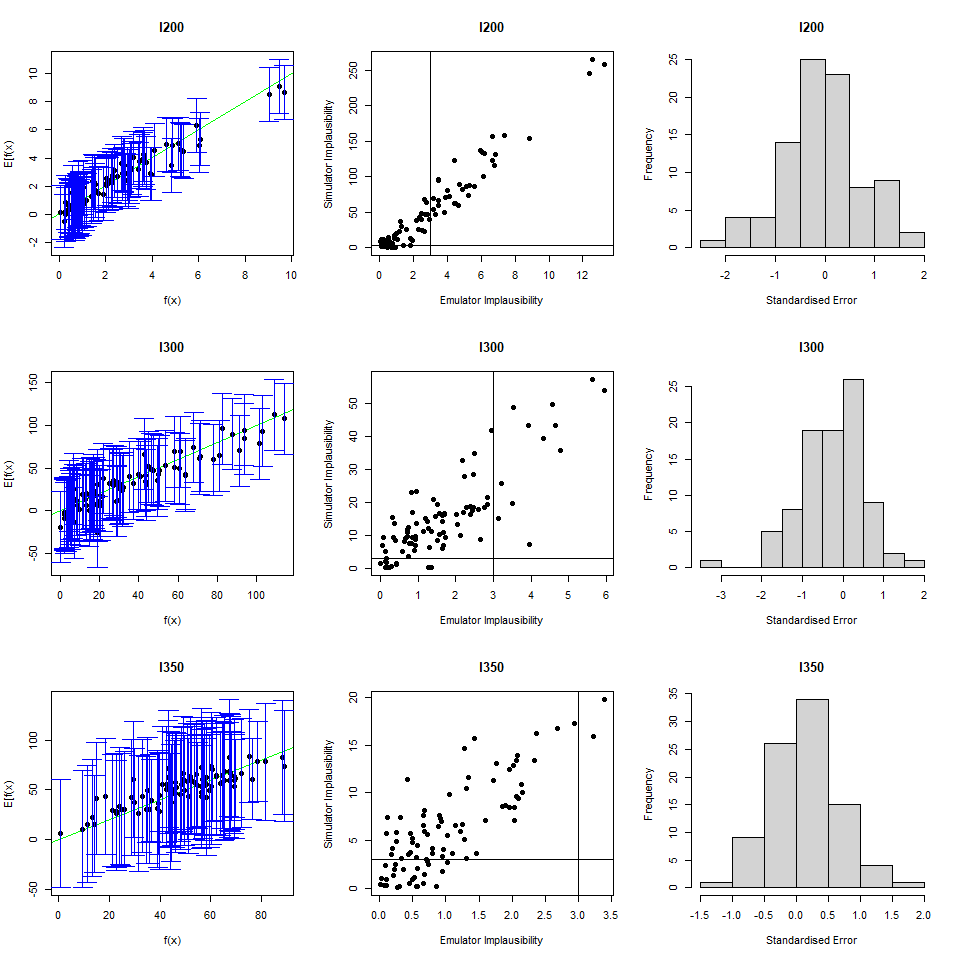 I200 I200 I200
10
8
6
4
2
0
-2
E[f(x)
0 2 4 6 8 10
f(x)
250
200
150
100
50
0
Simulator Implausibility
0 2 4 6 8 10 12
Emulator Implausibility
25
20
15
10
5
0
Frequency
-2 -1 0 1 2
Standardised Error
I300 I300 I300
150
100
50
0
-50
E[f(x)
0 20 40 60 80 100
f(x)
50
40
30
20
10
0
Simulator Implausibility
0 1 2 3 4 5 6
Emulator Implausibility
25
20
15
10
5
0
Frequency
-3 -2 -1 0 1 2
Standardised Error
I350 I350 I350
100
50
0
-50
E[f(x)
0 20 40 60 80
f(x)
20
15
10
5
0
Simulator Implausibility
0.0 0.5 1.0 1.5 2.0 2.5 3.0 3.5
Emulator Implausibility
35
30
25
20
15
10
5
0
Frequency
-1.5 -1.0 -0.5 0.0 0.5 1.0 1.5 2.0
Standardised Error